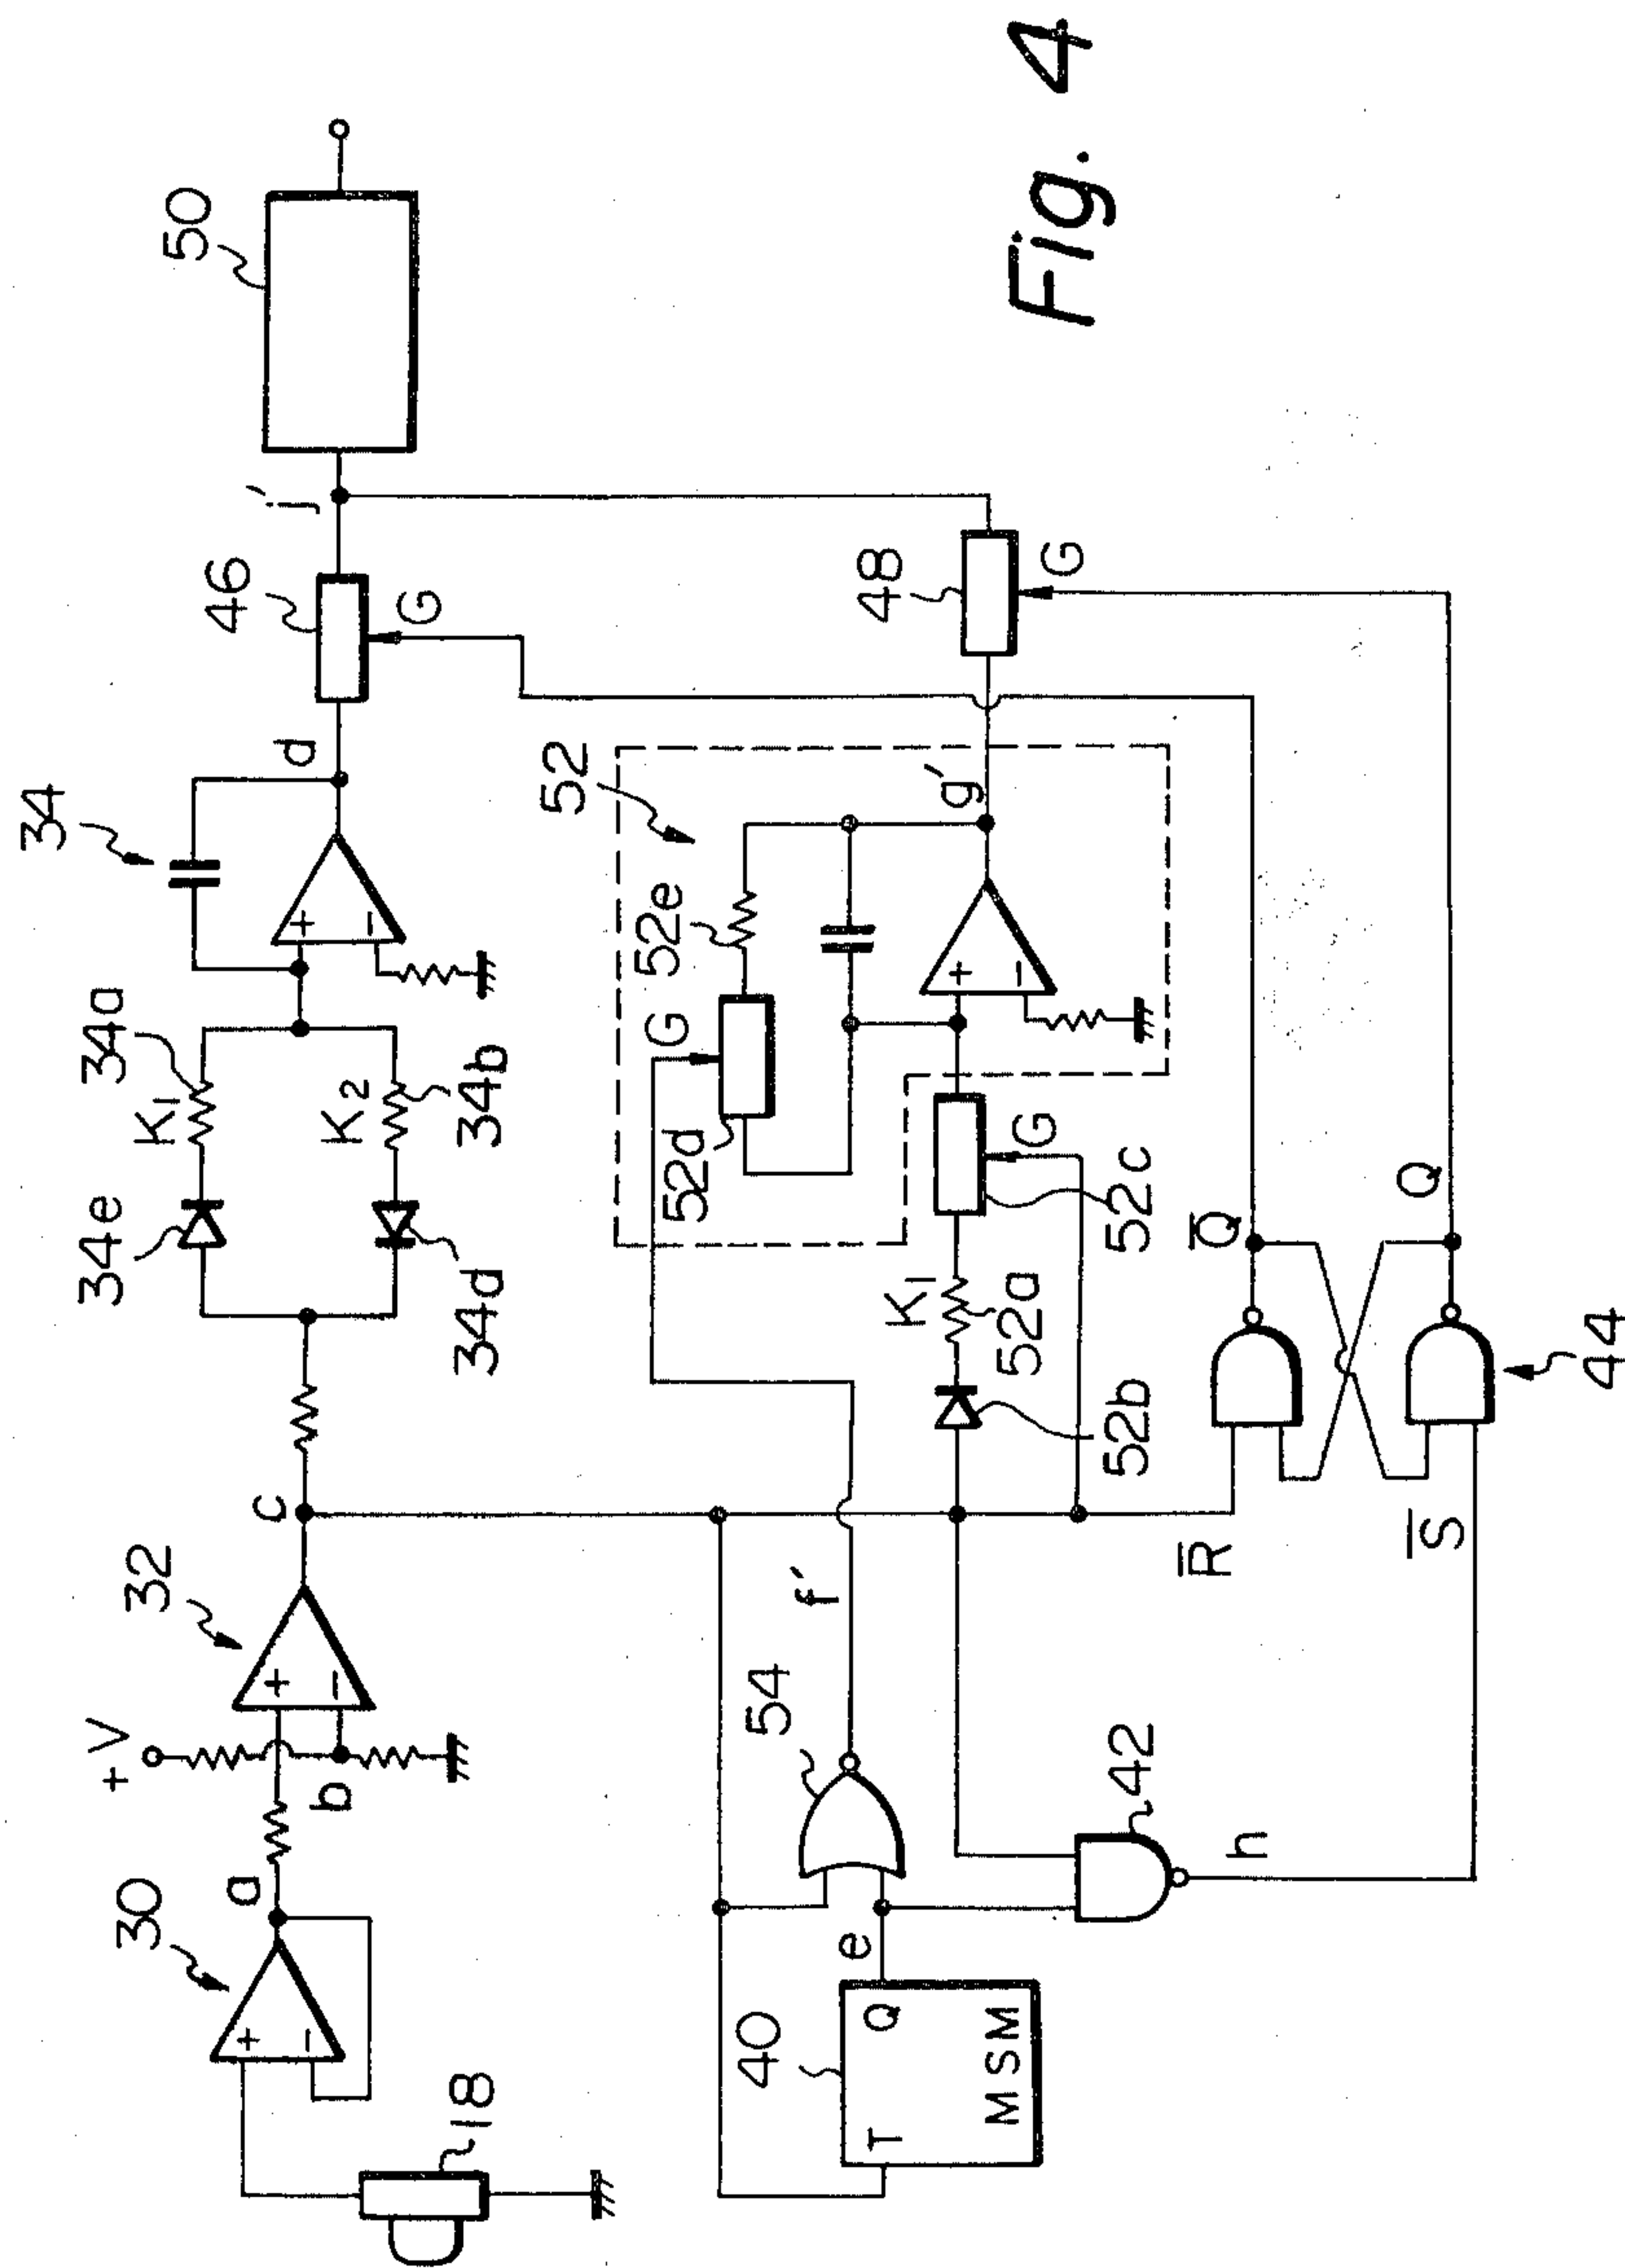 Fig. 4
30
a
+V
b
32
c
34e
34d
K1
34a
K2
34b
34
+
−
d
46
G
j'
50
18
+
−
+
−
40
T
Q
MSM
e
54
f'
42
h
52
52e
G
52d
+
−
g'
52b
K1
52a
52c
G
48
G
R̅
S̅
Q̅
Q
44